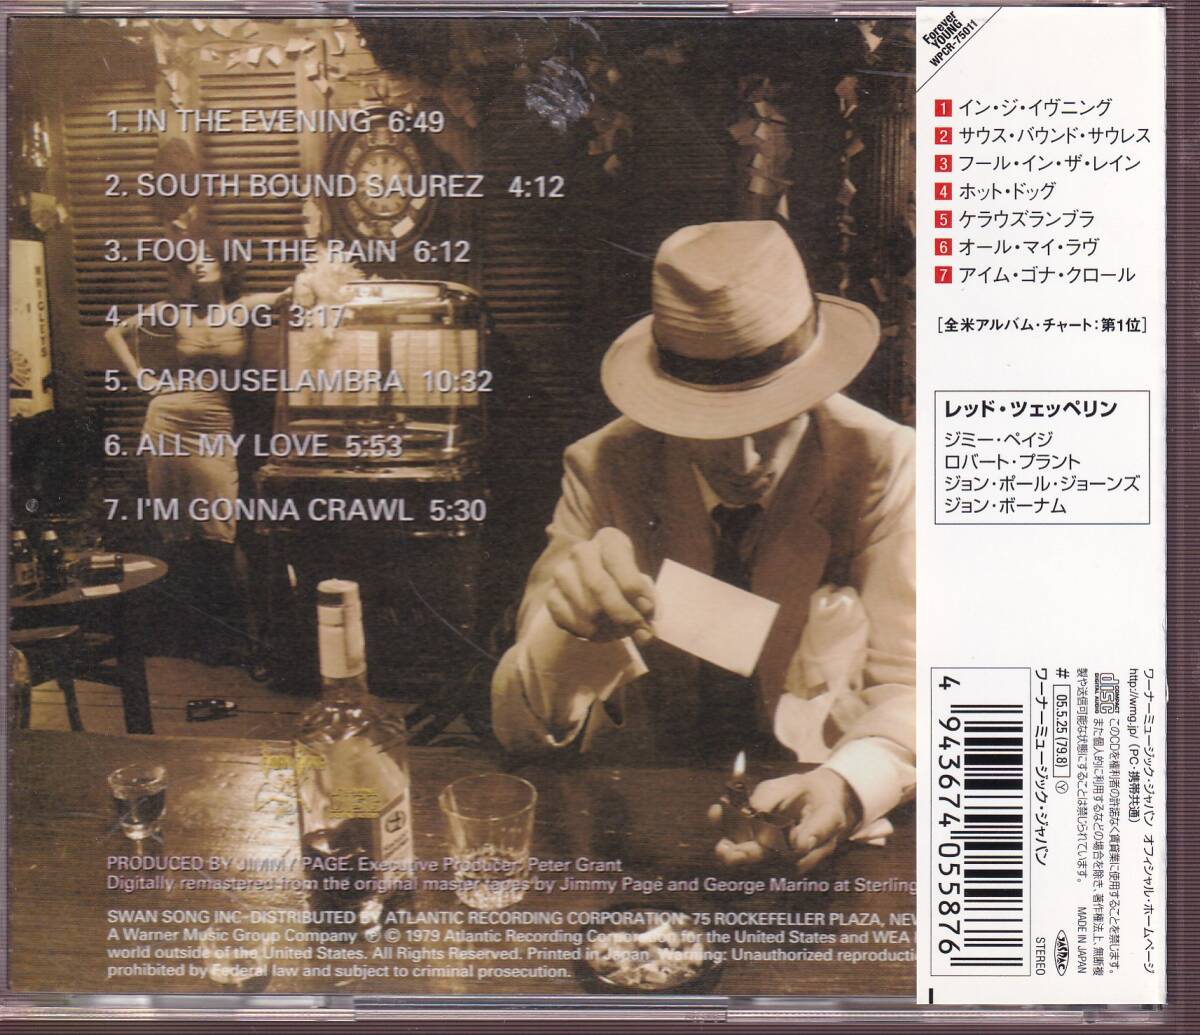 1. IN THE EVENING 6:49
2. SOUTH BOUND SAUREZ 4:12
3. FOOL IN THE RAIN 6:12
4. HOT DOG 3:17
5. CAROUSELAMBRA 10:32
6. ALL MY LOVE 5:53
7. I'M GONNA CRAWL 5:30
WRIGLEYS
PRODUCED BY JIMMY PAGE. Executive Producer: Peter Grant
Digitally remastered from the original master tapes by Jimmy Page and George Marino at Sterling
SWAN SONG INC-DISTRIBUTED BY ATLANTIC RECORDING CORPORATION 75 ROCKEFELLER PLAZA, NEW
A Warner Music Group Company ℗ © 1979 Atlantic Recording Corporation for the United States and WEA
world outside of the United States. All Rights Reserved. Printed in Japan. Warning: Unauthorized reproductio
prohibited by Federal law and subject to criminal prosecution.
Forever
YOUNG
WPCR-75011
1 イン・ジ・イヴニング
2 サウス・バウンド・サウレス
3 フール・イン・ザ・レイン
4 ホット・ドッグ
5 ケラウズランブラ
6 オール・マイ・ラヴ
7 アイム・ゴナ・クロール
[全米アルバム・チャート:第1位]
レッド・ツェッペリン
ジミー・ペイジ
ロバート・プラント
ジョン・ポール・ジョーンズ
ジョン・ボーナム
ワーナーミュージック・ジャパン オフィシャル・ホームページ
http://wmg.jp/ (PC・携帯共通)
COMPACT disc DIGITAL AUDIO
このCDを権利者の許諾なく賃貸業に使用することを禁じます。
また個人的に利用するなどの場合を除き、著作権法上、無断複
製や送信可能な状態にすることは禁じられています。
MADE IN JAPAN
# 05.5.25 (79.8) Ⓨ
ワーナーミュージック・ジャパン
STEREO
JASRAC
4 943674 055876